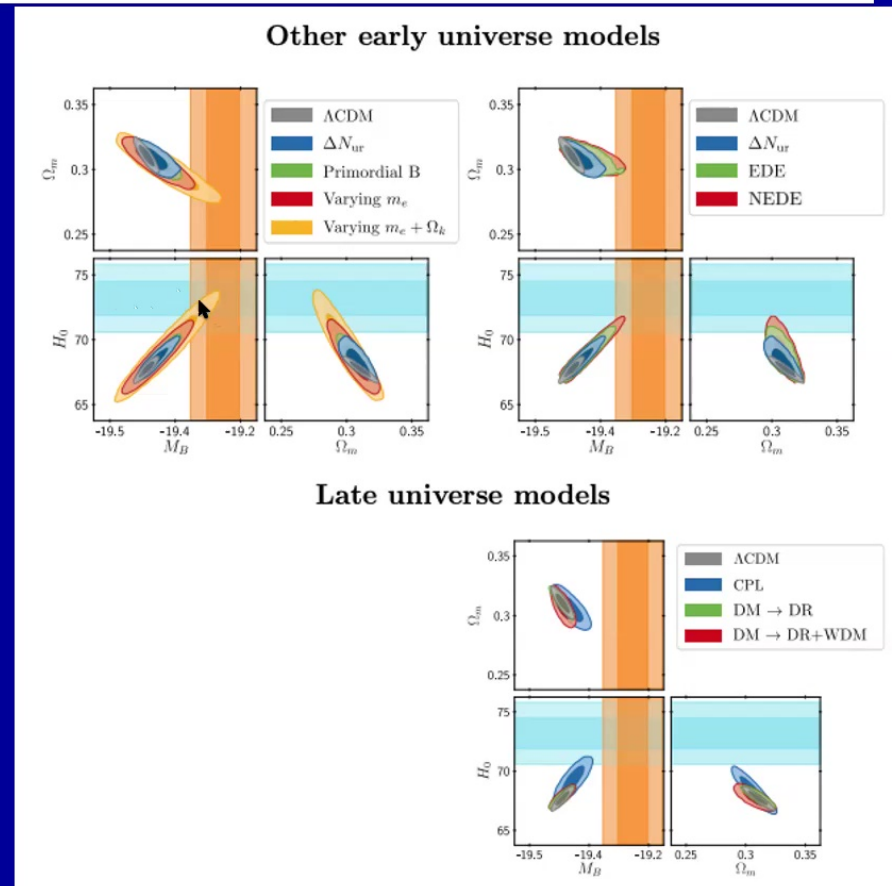 Other early universe models
0.35
0.3
0.25
Ωₘ
ΛCDM
ΔNᵤᵣ
Primordial B
Varying mₑ
Varying mₑ + Ωₖ
75
70
65
H₀
-19.5 -19.4 -19.2
M_B
0.25 0.3 0.35
Ωₘ
0.35
0.3
0.25
Ωₘ
ΛCDM
ΔNᵤᵣ
EDE
NEDE
75
70
65
H₀
-19.5 -19.4 -19.2
M_B
0.25 0.3 0.35
Ωₘ
Late universe models
0.35
0.3
0.25
Ωₘ
ΛCDM
CPL
DM → DR
DM → DR+WDM
75
70
65
H₀
-19.5 -19.4 -19.2
M_B
0.25 0.3 0.35
Ωₘ